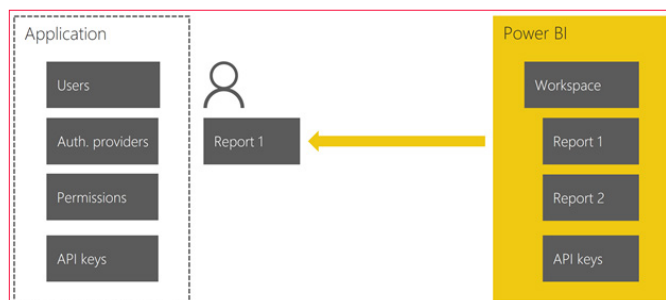 Application
Users
Auth. providers
Permissions
API keys
Report 1
Power BI
Workspace
Report 1
Report 2
API keys